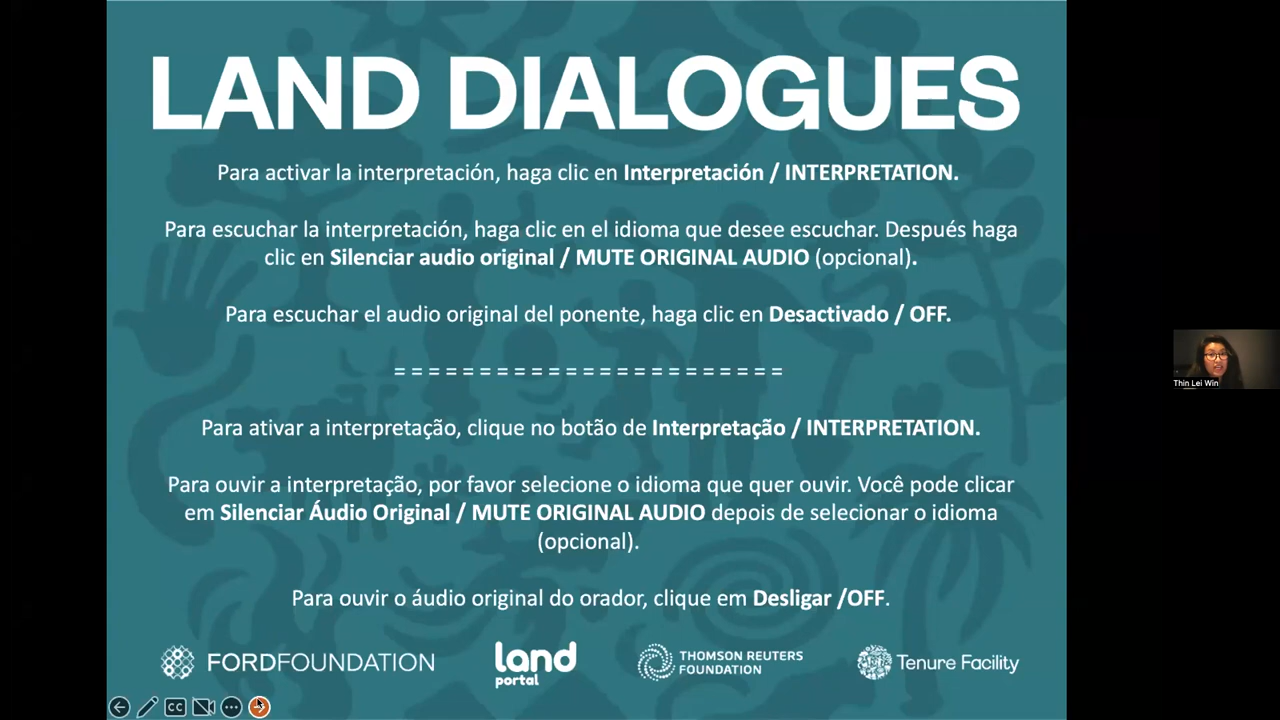 LAND DIALOGUES
Para activar la interpretación, haga clic en Interpretación / INTERPRETATION.
Para escuchar la interpretación, haga clic en el idioma que desee escuchar. Después haga
clic en Silenciar audio original / MUTE ORIGINAL AUDIO (opcional).
Para escuchar el audio original del ponente, haga clic en Desactivado / OFF.
= = = = = = = = = = = = = = = = = = = = = = =
Para ativar a interpretação, clique no botão de Interpretação / INTERPRETATION.
Para ouvir a interpretação, por favor selecione o idioma que quer ouvir. Você pode clicar
em Silenciar Áudio Original / MUTE ORIGINAL AUDIO depois de selecionar o idioma
(opcional).
Para ouvir o áudio original do orador, clique em Desligar /OFF.
FORDFOUNDATION
land
portal
THOMSON REUTERS
FOUNDATION
Tenure Facility
CC
Thin Lei Win